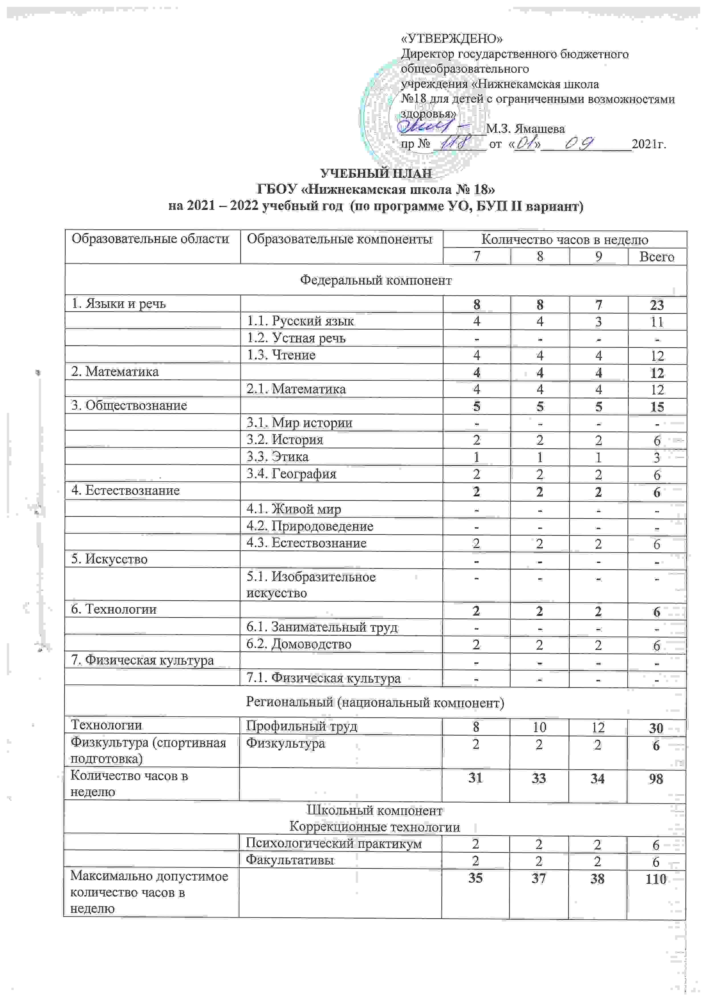 «УТВЕРЖДЕНО»
Директор государственного бюджетного
общеобразовательного
учреждения «Нижнекамская школа
№18 для детей с ограниченными возможностями
здоровья»
М.З. Ямашева
пр № 118 от «01» 09 2021г.
УЧЕБНЫЙ ПЛАН
ГБОУ «Нижнекамская школа № 18»
на 2021 – 2022 учебный год (по программе УО, БУП II вариант)
Образовательные области Образовательные компоненты Количество часов в неделю
7 8 9 Всего
Федеральный компонент
1. Языки и речь 8 8 7 23
1.1. Русский язык 4 4 3 11
1.2. Устная речь - - - -
1.3. Чтение 4 4 4 12
2. Математика 4 4 4 12
2.1. Математика 4 4 4 12
3. Обществознание 5 5 5 15
3.1. Мир истории - - - -
3.2. История 2 2 2 6
3.3. Этика 1 1 1 3
3.4. География 2 2 2 6
4. Естествознание 2 2 2 6
4.1. Живой мир - - - -
4.2. Природоведение - - - -
4.3. Естествознание 2 2 2 6
5. Искусство - - - -
5.1. Изобразительное - - - -
искусство
6. Технологии 2 2 2 6
6.1. Занимательный труд - - - -
6.2. Домоводство 2 2 2 6
7. Физическая культура - - - -
7.1. Физическая культура - - - -
Региональный (национальный компонент)
Технологии Профильный труд 8 10 12 30
Физкультура (спортивная Физкультура 2 2 2 6
подготовка)
Количество часов в 31 33 34 98
неделю
Школьный компонент
Коррекционные технологии
Психологический практикум 2 2 2 6
Факультативы 2 2 2 6
Максимально допустимое 35 37 38 110
количество часов в
неделю